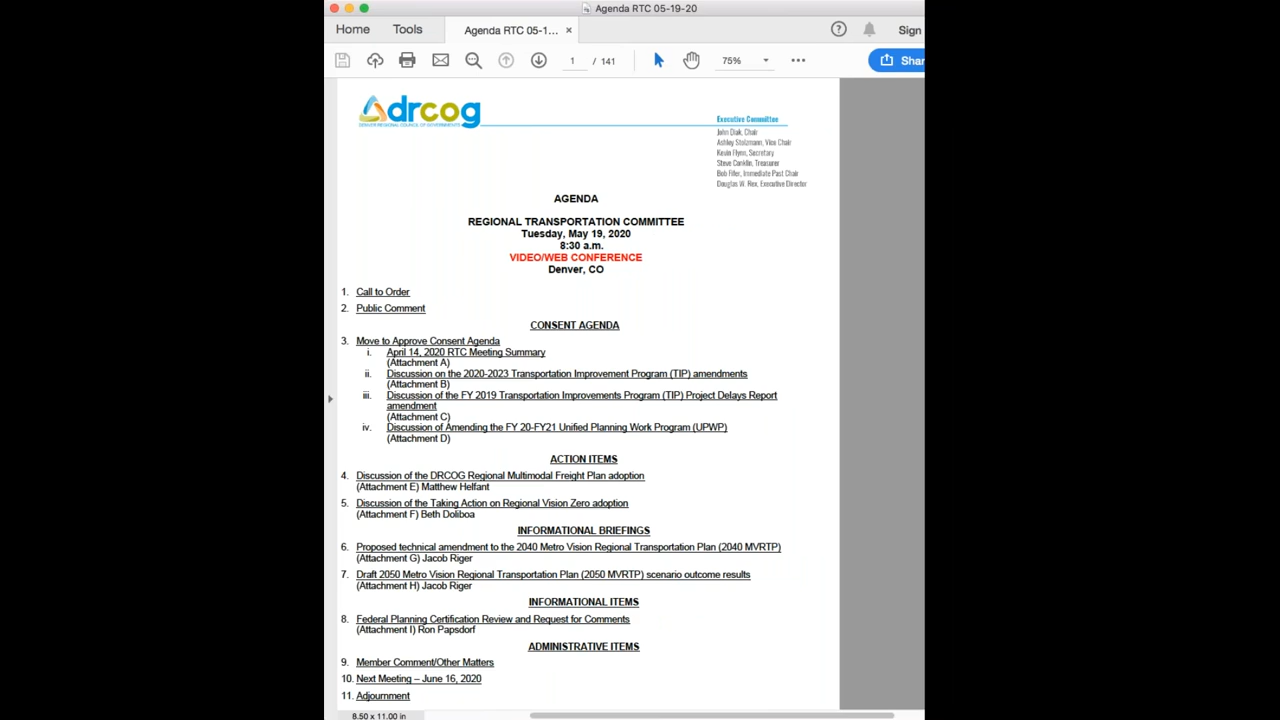 Agenda RTC 05-19-20
Home Tools Agenda RTC 05-1... × Sign
1 / 141 75% Shar
drcog
DENVER REGIONAL COUNCIL OF GOVERNMENTS
Executive Committee
John Diak, Chair
Ashley Stolzmann, Vice Chair
Kevin Flynn, Secretary
Steve Conklin, Treasurer
Bob Fifer, Immediate Past Chair
Douglas W. Rex, Executive Director
AGENDA
REGIONAL TRANSPORTATION COMMITTEE
Tuesday, May 19, 2020
8:30 a.m.
VIDEO/WEB CONFERENCE
Denver, CO
1. Call to Order
2. Public Comment
CONSENT AGENDA
3. Move to Approve Consent Agenda
i. April 14, 2020 RTC Meeting Summary
(Attachment A)
ii. Discussion on the 2020-2023 Transportation Improvement Program (TIP) amendments
(Attachment B)
iii. Discussion of the FY 2019 Transportation Improvements Program (TIP) Project Delays Report
amendment
(Attachment C)
iv. Discussion of Amending the FY 20-FY21 Unified Planning Work Program (UPWP)
(Attachment D)
ACTION ITEMS
4. Discussion of the DRCOG Regional Multimodal Freight Plan adoption
(Attachment E) Matthew Helfant
5. Discussion of the Taking Action on Regional Vision Zero adoption
(Attachment F) Beth Doliboa
INFORMATIONAL BRIEFINGS
6. Proposed technical amendment to the 2040 Metro Vision Regional Transportation Plan (2040 MVRTP)
(Attachment G) Jacob Riger
7. Draft 2050 Metro Vision Regional Transportation Plan (2050 MVRTP) scenario outcome results
(Attachment H) Jacob Riger
INFORMATIONAL ITEMS
8. Federal Planning Certification Review and Request for Comments
(Attachment I) Ron Papsdorf
ADMINISTRATIVE ITEMS
9. Member Comment/Other Matters
10. Next Meeting – June 16, 2020
11. Adjournment
8.50 x 11.00 in